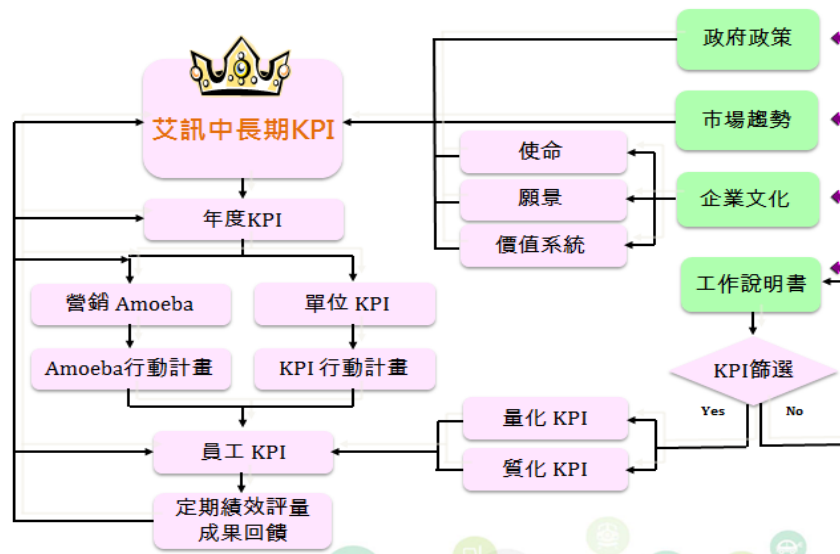 政府政策
艾訊中長期KPI
市場趨勢
使命
願景
企業文化
年度KPI
價值系統
工作說明書
營銷 Amoeba
單位 KPI
Amoeba行動計畫
KPI 行動計畫
KPI篩選
Yes
No
量化 KPI
員工 KPI
質化 KPI
定期績效評量
成果回饋